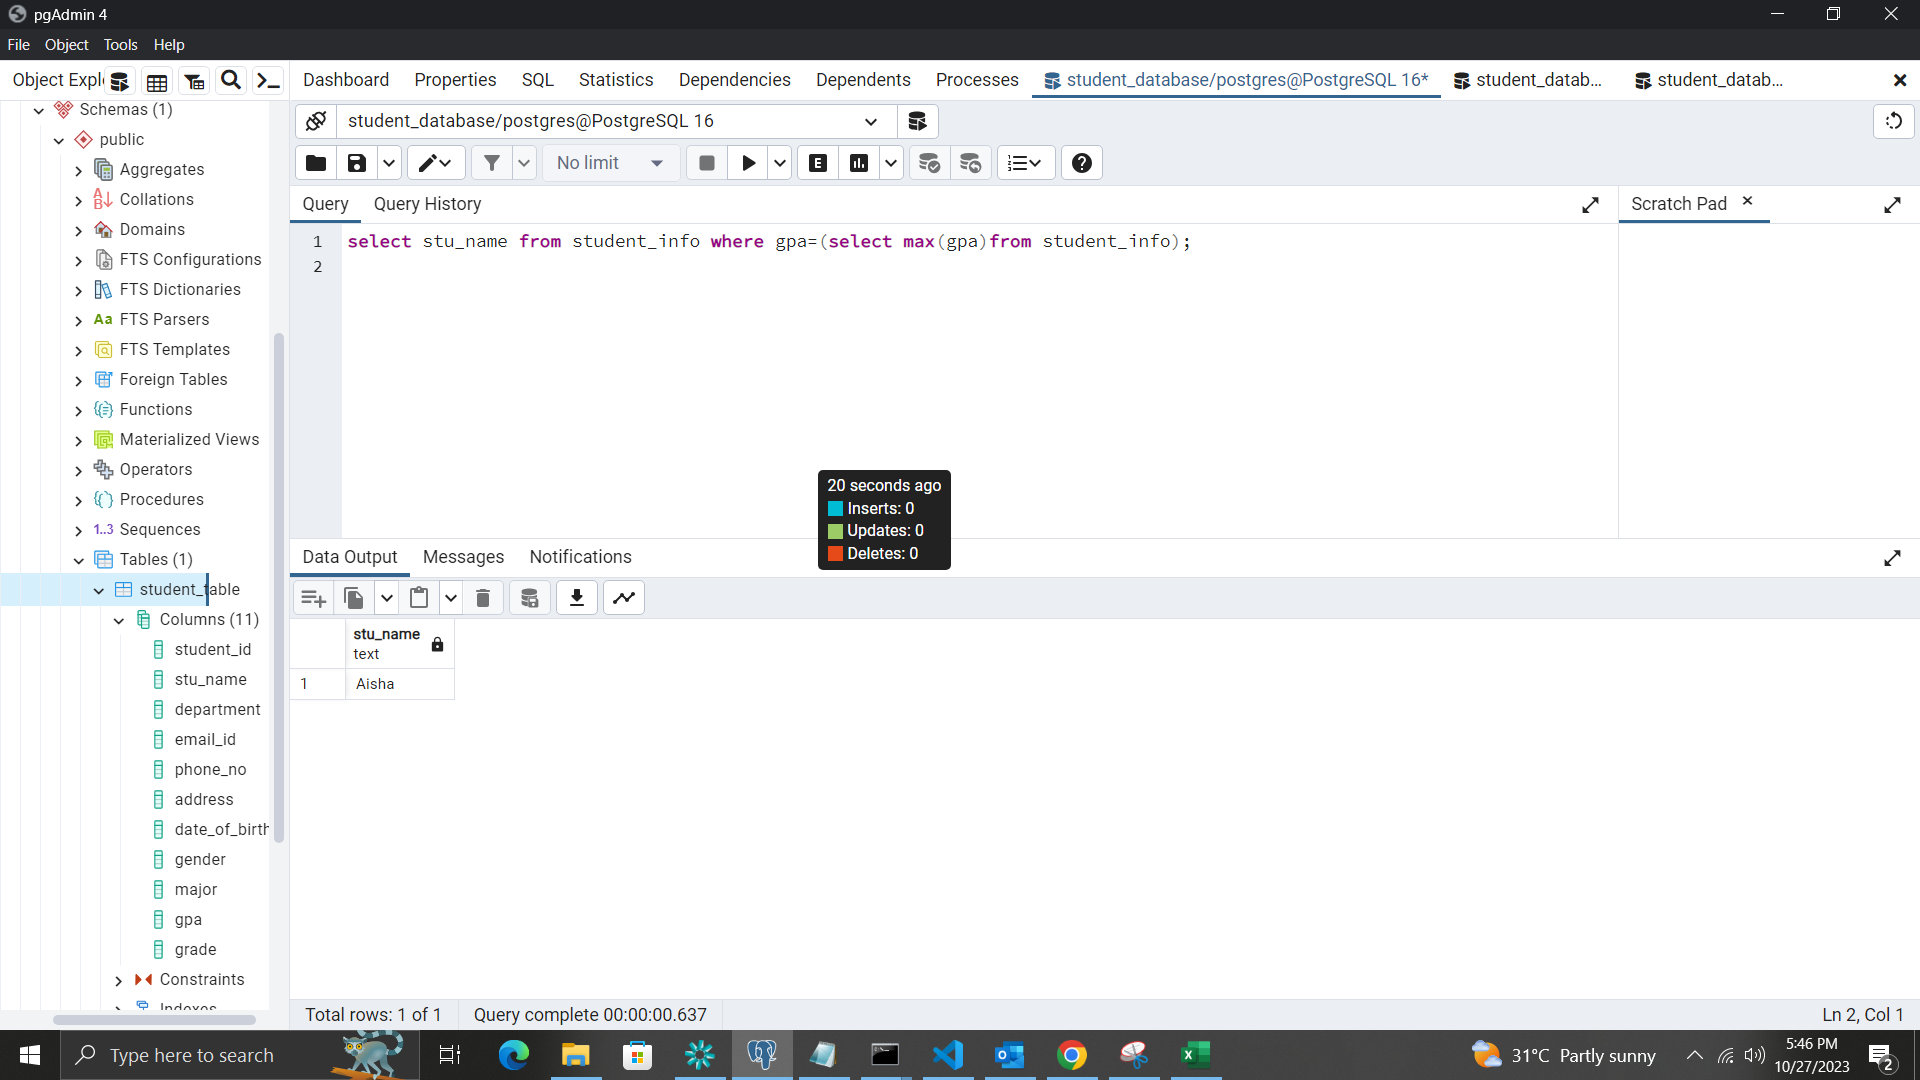 pgAdmin 4
File Object Tools Help
Object Expl
Dashboard Properties SQL Statistics Dependencies Dependents Processes student_database/postgres@PostgreSQL 16* student_datab... student_datab...
Schemas (1)
public
Aggregates
Collations
Domains
FTS Configurations
FTS Dictionaries
Aa FTS Parsers
FTS Templates
Foreign Tables
Functions
Materialized Views
Operators
Procedures
1..3 Sequences
Tables (1)
student_table
Columns (11)
student_id
stu_name
department
email_id
phone_no
address
date_of_birth
gender
major
gpa
grade
Constraints
Indexes
student_database/postgres@PostgreSQL 16
No limit
E
Query Query History
Scratch Pad
1 select stu_name from student_info where gpa=(select max(gpa)from student_info);
2
20 seconds ago
Inserts: 0
Updates: 0
Deletes: 0
Data Output Messages Notifications
stu_name
text
1 Aisha
Total rows: 1 of 1 Query complete 00:00:00.637 Ln 2, Col 1
Type here to search
31°C Partly sunny
5:46 PM
10/27/2023
2